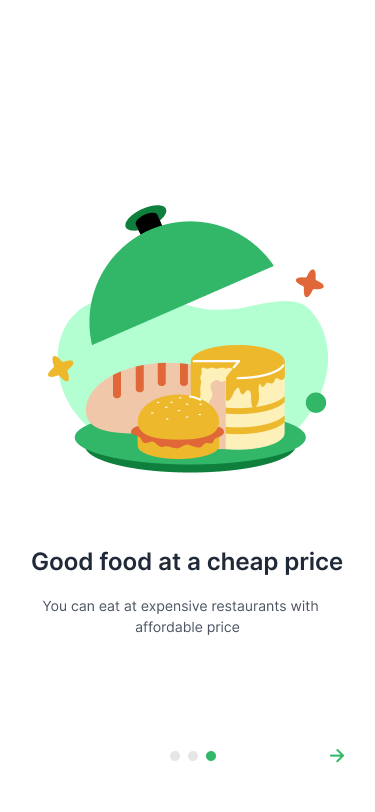 Good food at a cheap price
You can eat at expensive restaurants with
affordable price